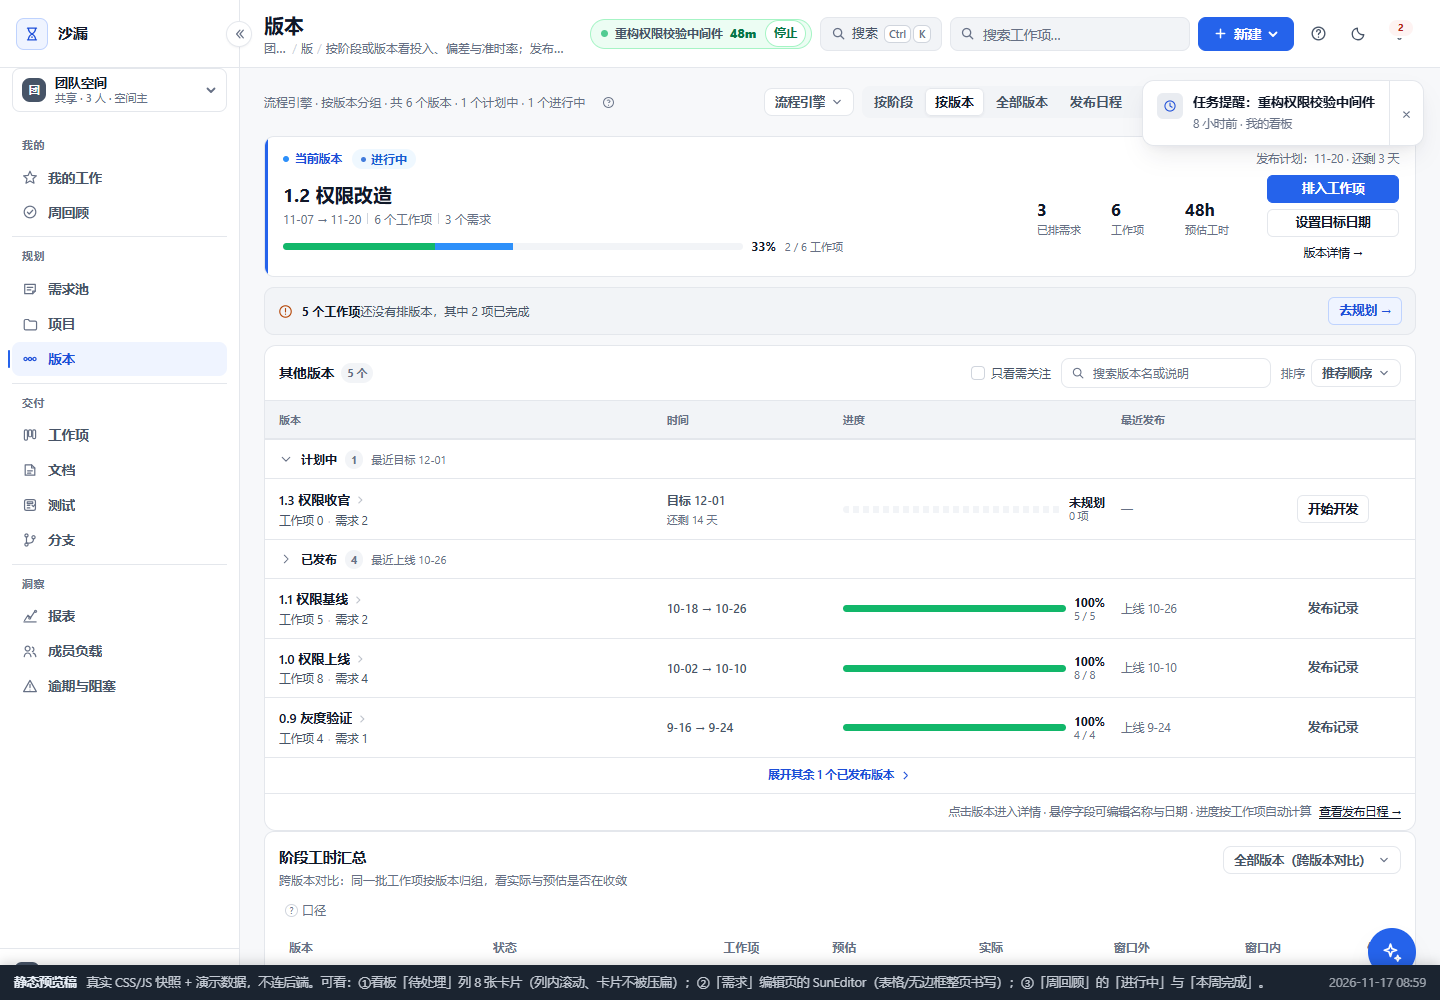 沙漏
团队空间
共享 · 3 人 · 空间主
我的
我的工作
周回顾
规划
需求池
项目
版本
交付
工作项
文档
测试
分支
洞察
报表
成员负载
逾期与阻塞
版本
团... / 版 / 按阶段或版本看投入、偏差与准时率；发布...
重构权限校验中间件 48m 停止
搜索 Ctrl K
搜索工作项...
新建
2
流程引擎 · 按版本分组 · 共 6 个版本 · 1 个计划中 · 1 个进行中
流程引擎
按阶段 按版本 全部版本 发布日程
任务提醒：重构权限校验中间件
8 小时前 · 我的看板
当前版本 进行中
发布计划：11-20 · 还剩 3 天
1.2 权限改造
11-07 → 11-20 6 个工作项 3 个需求
33% 2 / 6 工作项
3 已排需求
6 工作项
48h 预估工时
排入工作项
设置目标日期
版本详情 →
5 个工作项还没有排版本，其中 2 项已完成
去规划 →
其他版本 5 个
只看需关注
搜索版本名或说明
排序 推荐顺序
版本 时间 进度 最近发布
计划中 1 最近目标 12-01
1.3 权限收官
工作项 0 · 需求 2
目标 12-01
还剩 14 天
未规划
0 项
—
开始开发
已发布 4 最近上线 10-26
1.1 权限基线
工作项 5 · 需求 2
10-18 → 10-26
100%
5 / 5
上线 10-26
发布记录
1.0 权限上线
工作项 8 · 需求 4
10-02 → 10-10
100%
8 / 8
上线 10-10
发布记录
0.9 灰度验证
工作项 4 · 需求 1
9-16 → 9-24
100%
4 / 4
上线 9-24
发布记录
展开其余 1 个已发布版本
点击版本进入详情 · 悬停字段可编辑名称与日期 · 进度按工作项自动计算 查看发布日程 →
阶段工时汇总
跨版本对比：同一批工作项按版本归组，看实际与预估是否在收敛
全部版本（跨版本对比）
? 口径
版本 状态 工作项 预估 实际 窗口外 窗口内
静态预览稿 真实 CSS/JS 快照 + 演示数据，不连后端。可看：①看板「待处理」列 8 张卡片（列内滚动、卡片不被压扁）；②「需求」编辑页的 SunEditor（表格/无边框整页书写）；③「周回顾」的「进行中」与「本周完成」。
2026-11-17 08:59